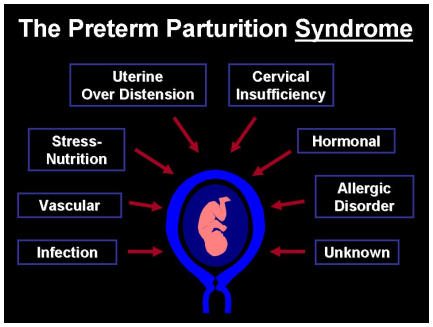 The Preterm Parturition Syndrome
Uterine
Over Distension
Cervical
Insufficiency
Stress-
Nutrition
Hormonal
Vascular
Allergic
Disorder
Infection
Unknown